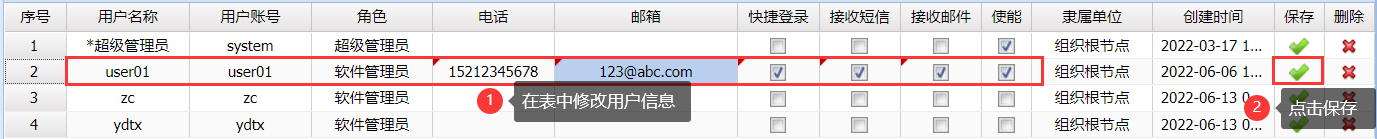 序号 用户名称 用户账号 角色 电话 邮箱 快捷登录 接收短信 接收邮件 使能 隶属单位 创建时间 保存 删除
1 *超级管理员 system 超级管理员 组织根节点 2022-03-17 1...
2 user01 user01 软件管理员 15212345678 123@abc.com 组织根节点 2022-06-06 1...
3 zc zc 软件管理员 组织根节点 2022-06-13 0...
1 在表中修改用户信息
2 点击保存
4 ydtx ydtx 软件管理员 组织根节点 2022-06-13 0...